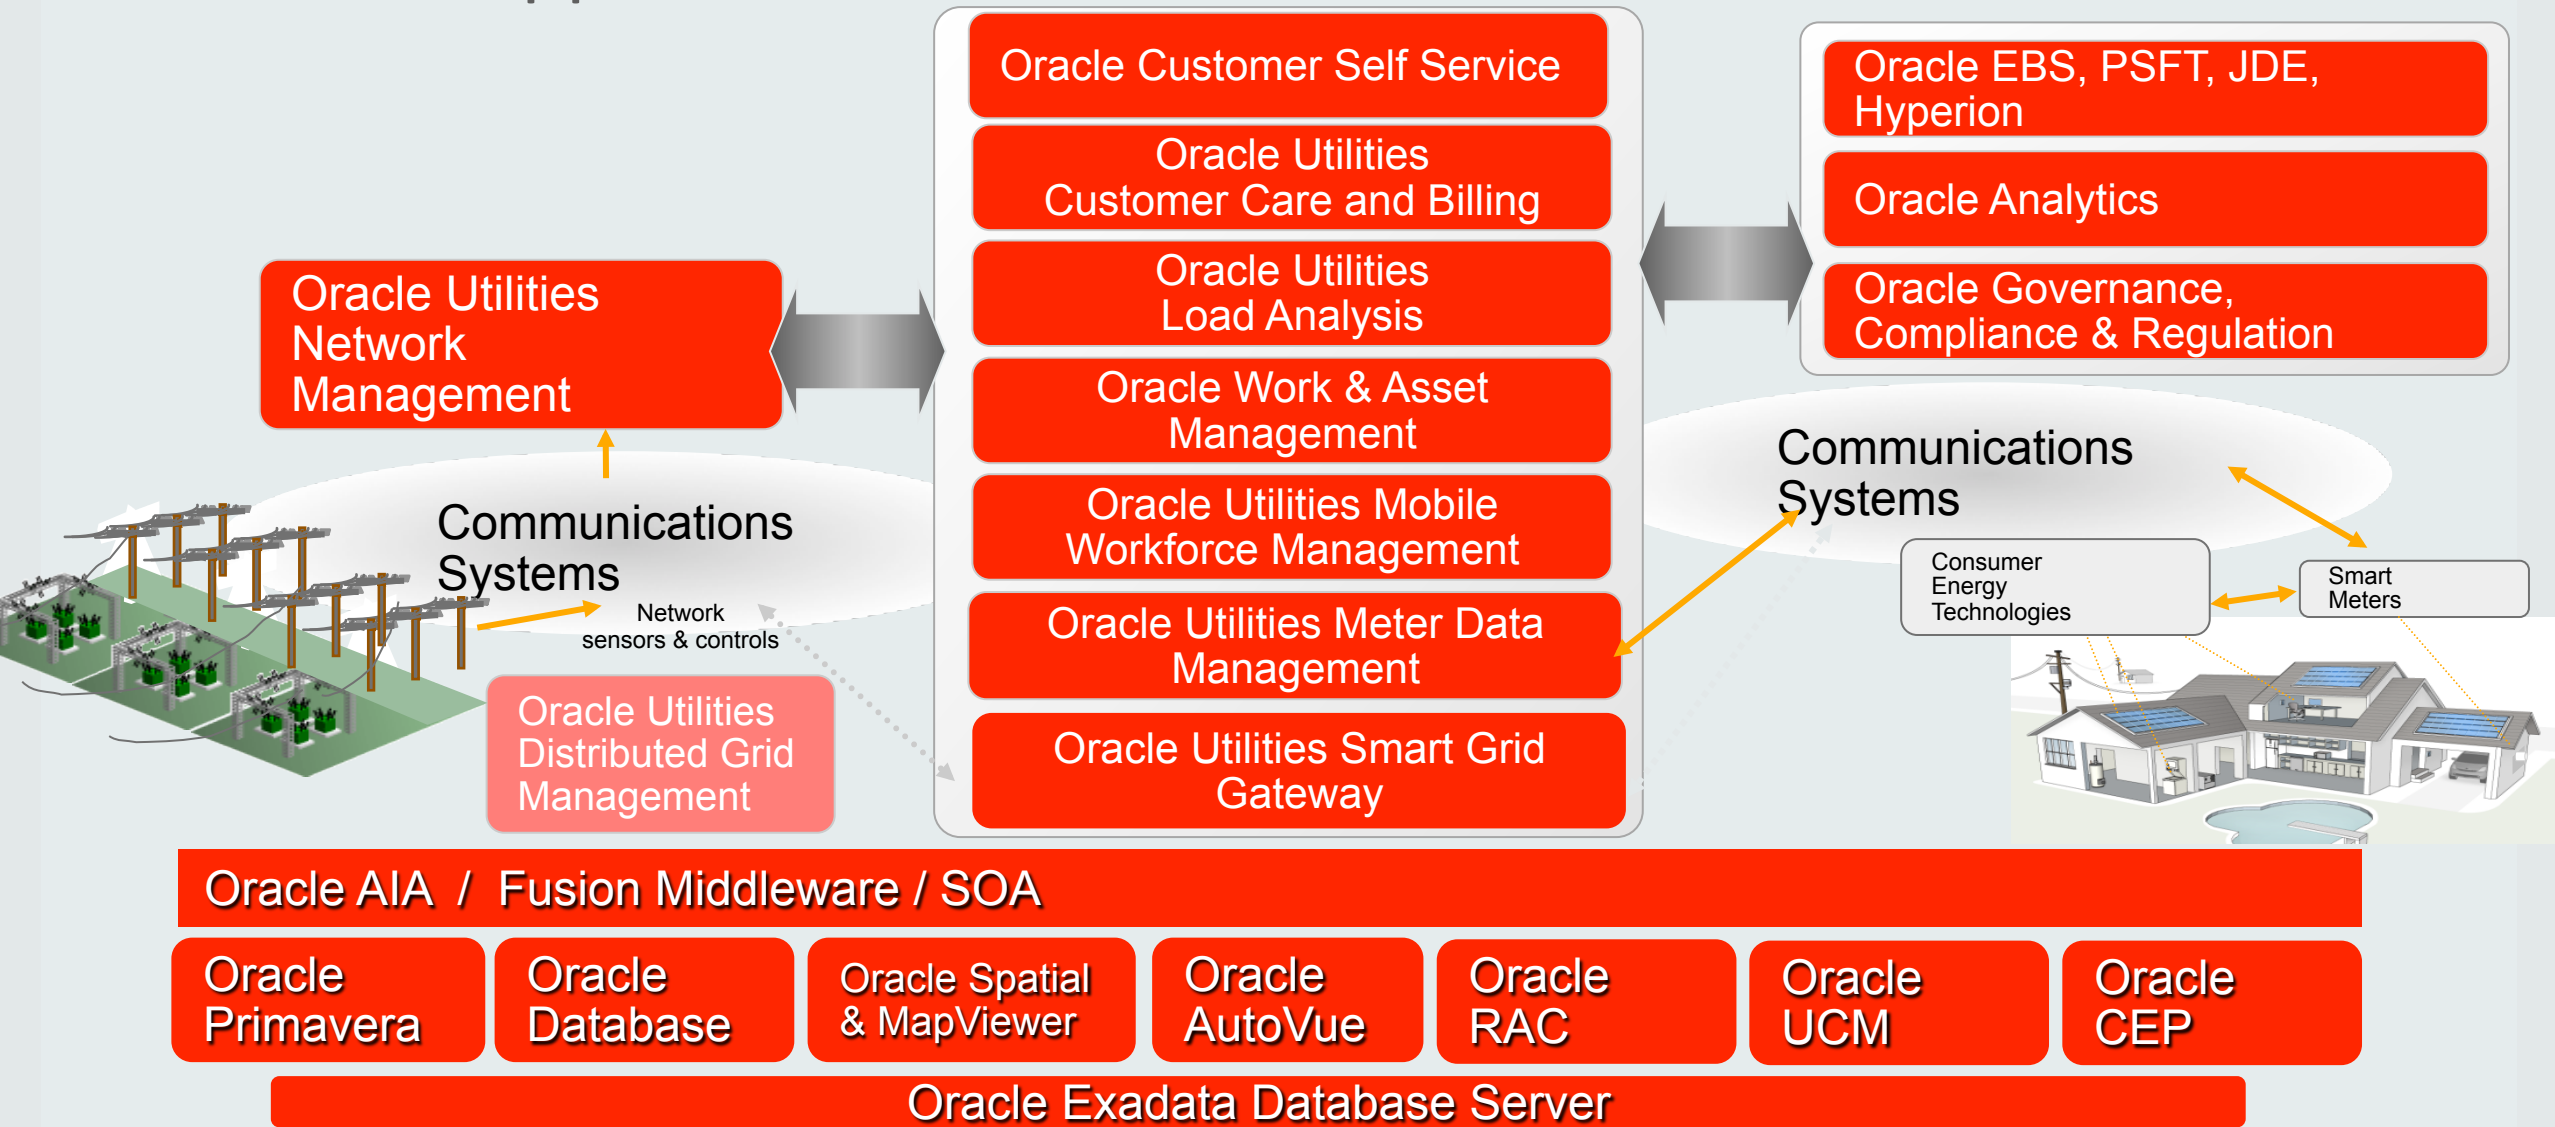 Oracle Customer Self Service
Oracle Utilities
Customer Care and Billing
Oracle Utilities
Load Analysis
Oracle Work & Asset
Management
Oracle Utilities Mobile
Workforce Management
Oracle Utilities Meter Data
Management
Oracle Utilities Smart Grid
Gateway
Oracle EBS, PSFT, JDE,
Hyperion
Oracle Analytics
Oracle Governance,
Compliance & Regulation
Oracle Utilities
Network
Management
Communications
Systems
Network
sensors & controls
Oracle Utilities
Distributed Grid
Management
Communications
Systems
Consumer
Energy
Technologies
Smart
Meters
Oracle AIA / Fusion Middleware / SOA
Oracle
Primavera
Oracle
Database
Oracle Spatial
& MapViewer
Oracle
AutoVue
Oracle
RAC
Oracle
UCM
Oracle
CEP
Oracle Exadata Database Server